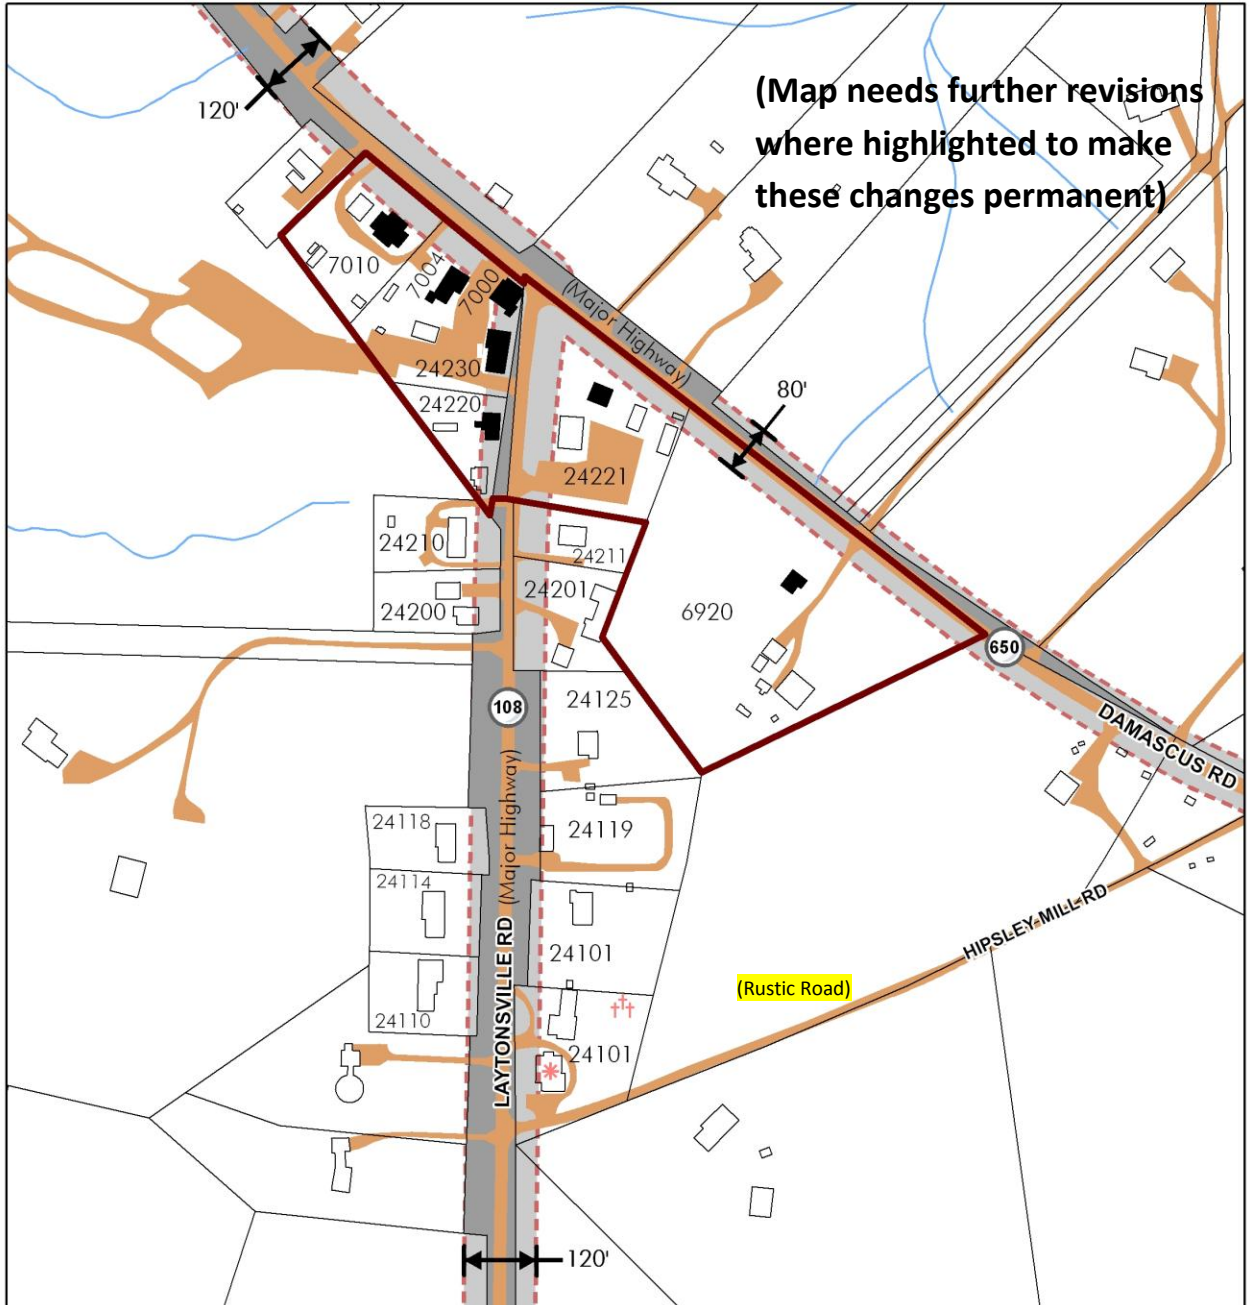 (Map needs further revisions
where highlighted to make
these changes permanent)
120'
7010
7004
7000
(Major Highway)
24230
24220
80'
24221
24210
24211
24200
24201
6920
650
108
24125
DAMASCUS RD
24118
24119
(Major Highway)
24114
HIPSLEY MILL RD
24101
(Rustic Road)
24110
LAYTONSVILLE RD
24101
120'